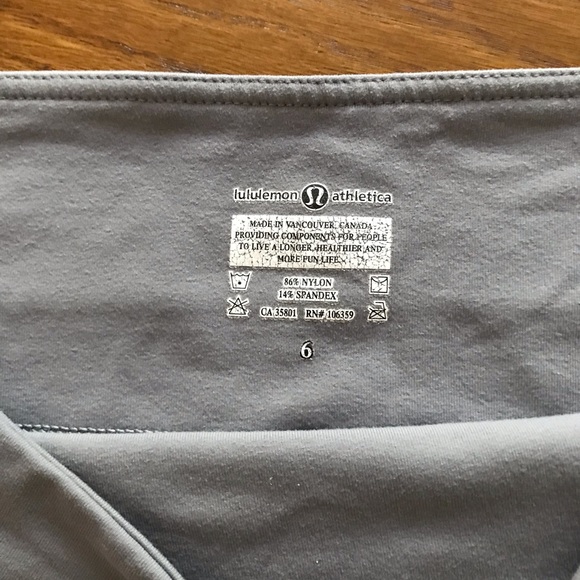 lululemon athletica
MADE IN VANCOUVER, CANADA
PROVIDING COMPONENTS FOR PEOPLE
TO LIVE A LONGER, HEALTHIER AND
MORE FUN LIFE.
86% NYLON
14% SPANDEX
CA 35801 RN# 106359
6